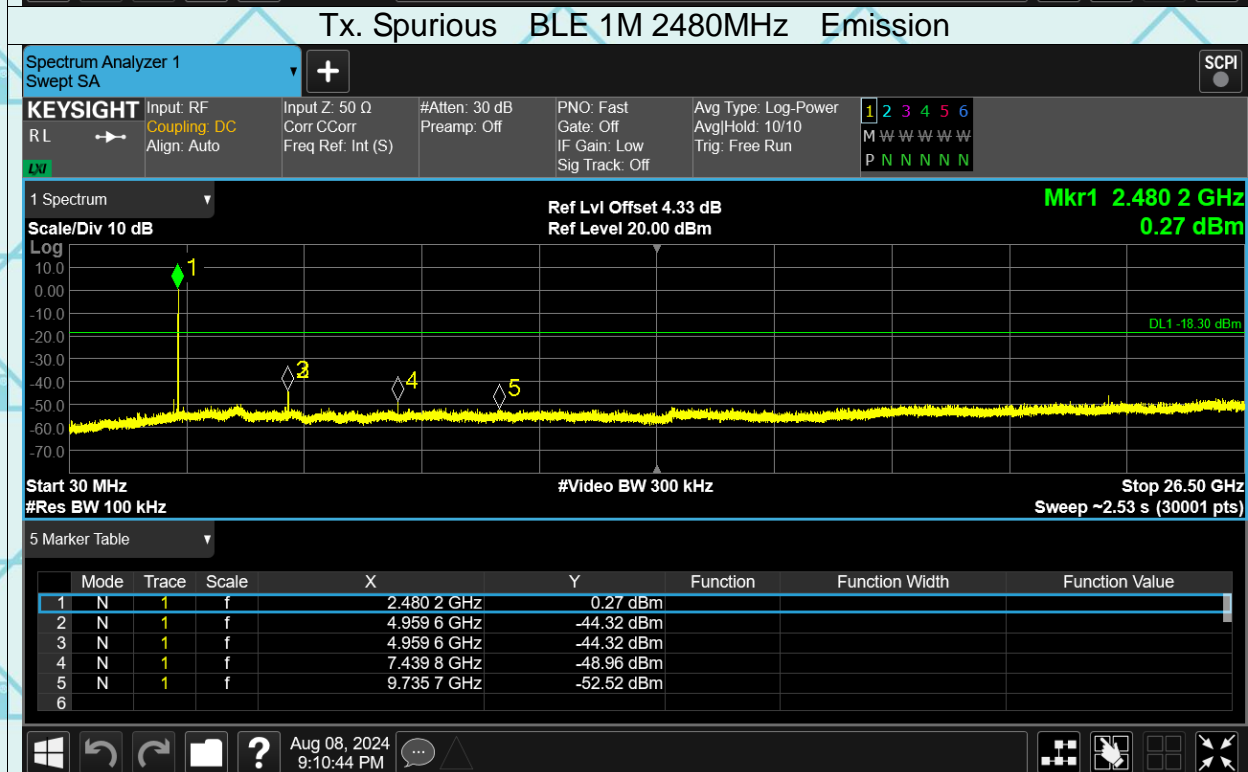 Tx. Spurious BLE 1M 2480MHz Emission
Spectrum Analyzer 1
Swept SA
SCPI
KEYSIGHT
RL
LXI
Input: RF
Coupling: DC
Align: Auto
Input Z: 50 Ω
Corr CCorr
Freq Ref: Int (S)
#Atten: 30 dB
Preamp: Off
PNO: Fast
Gate: Off
IF Gain: Low
Sig Track: Off
Avg Type: Log-Power
Avg|Hold: 10/10
Trig: Free Run
1 2 3 4 5 6
M W W W W W
P N N N N N
1 Spectrum
Scale/Div 10 dB
Ref Lvl Offset 4.33 dB
Ref Level 20.00 dBm
Mkr1 2.480 2 GHz
0.27 dBm
Log
10.0
0.00
-10.0
-20.0
-30.0
-40.0
-50.0
-60.0
-70.0
1
3
4
5
DL1 -18.30 dBm
Start 30 MHz
#Video BW 300 kHz
Stop 26.50 GHz
#Res BW 100 kHz
Sweep ~2.53 s (30001 pts)
5 Marker Table
Mode Trace Scale X Y Function Function Width Function Value
1 N 1 f 2.480 2 GHz 0.27 dBm
2 N 1 f 4.959 6 GHz -44.32 dBm
3 N 1 f 4.959 6 GHz -44.32 dBm
4 N 1 f 7.439 8 GHz -48.96 dBm
5 N 1 f 9.735 7 GHz -52.52 dBm
6
?
Aug 08, 2024
9:10:44 PM